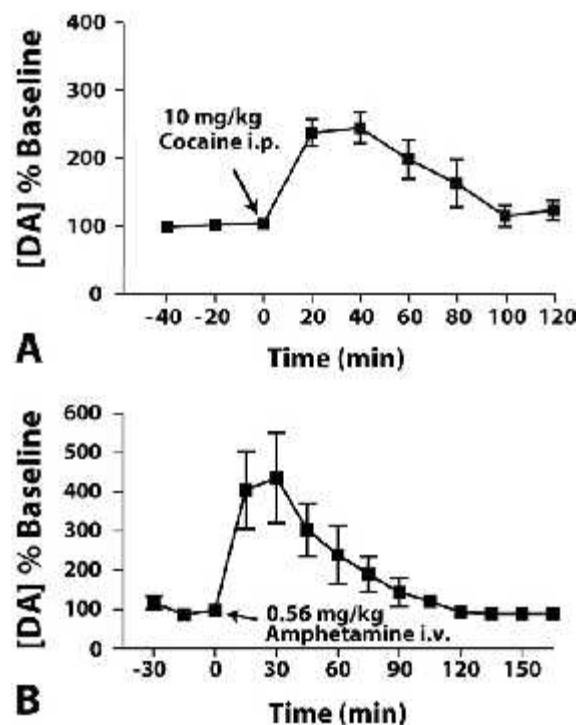 400
300
200
100
0
[DA] % Baseline
10 mg/kg
Cocaine i.p.
-40 -20 0 20 40 60 80 100 120
A
Time (min)
600
500
400
300
200
100
0
[DA] % Baseline
0.56 mg/kg
Amphetamine i.v.
-30 0 30 60 90 120 150
B
Time (min)